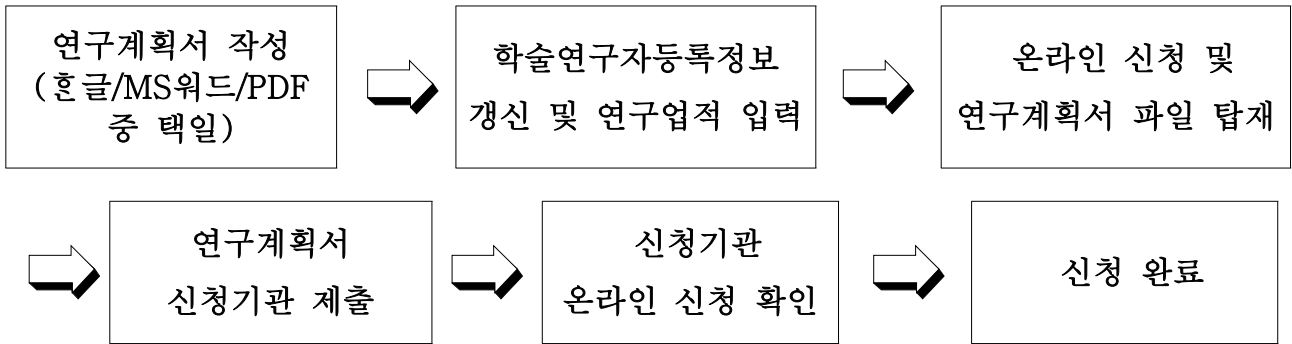 연구계획서 작성
(흔글/MS워드/PDF
중 택일)
학술연구자등록정보
갱신 및 연구업적 입력
온라인 신청 및
연구계획서 파일 탑재
연구계획서
신청기관 제출
신청기관
온라인 신청 확인
신청 완료